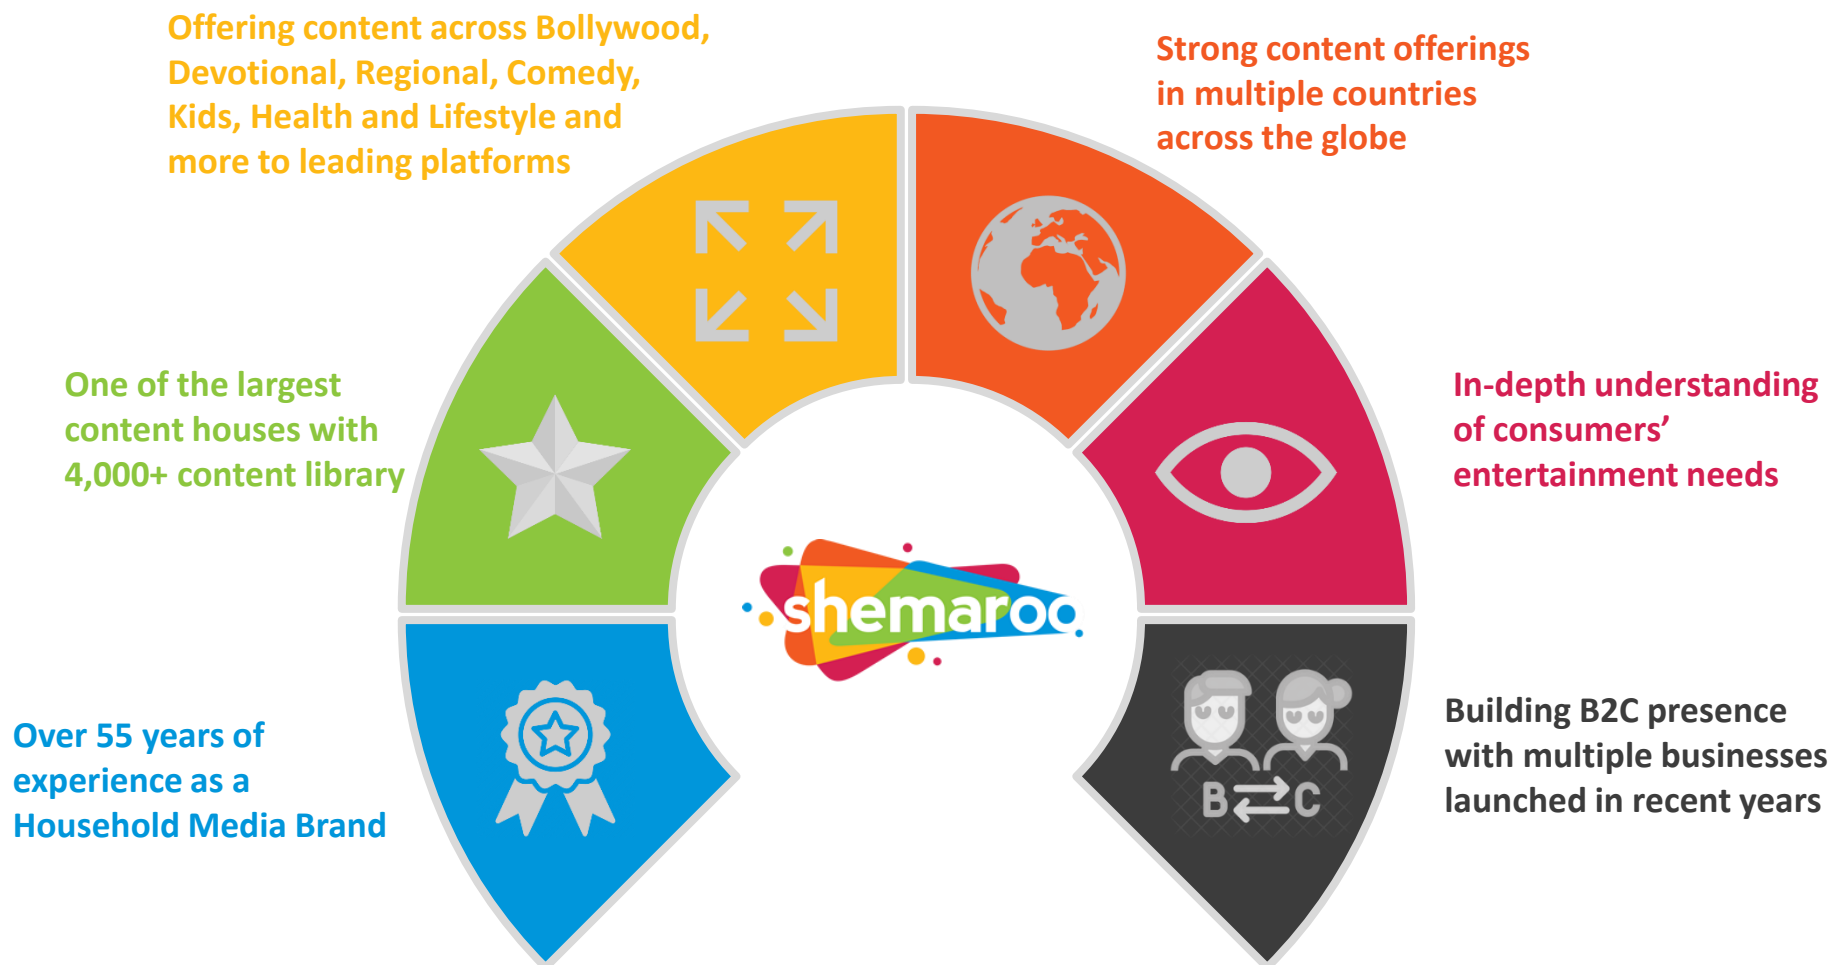 Offering content across Bollywood,
Devotional, Regional, Comedy,
Kids, Health and Lifestyle and
more to leading platforms
Strong content offerings
in multiple countries
across the globe
One of the largest
content houses with
4,000+ content library
In-depth understanding
of consumers’
entertainment needs
shemaroo
Over 55 years of
experience as a
Household Media Brand
B C
Building B2C presence
with multiple businesses
launched in recent years